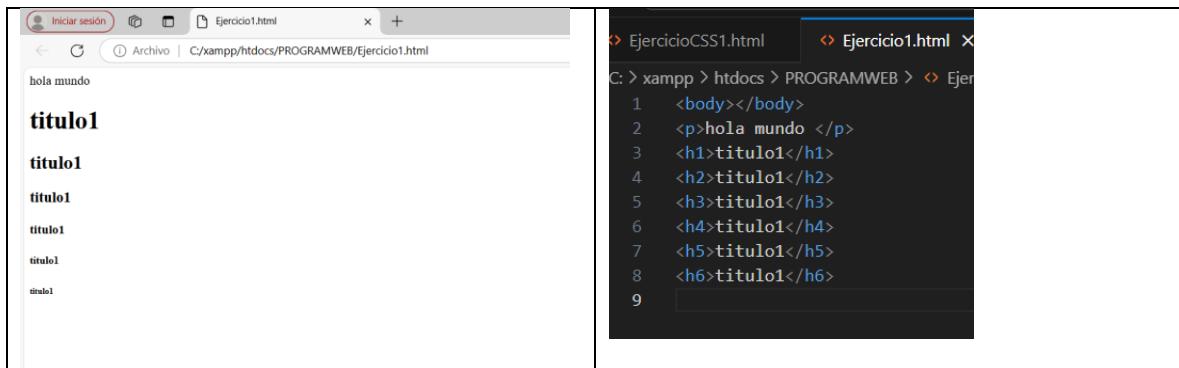 Iniciar sesión
Ejercicio1.html
Archivo | C:/xampp/htdocs/PROGRAMWEB/Ejercicio1.html
hola mundo
titulo1
titulo1
titulo1
titulo1
titulo1
titulo1
EjercicioCSS1.html
Ejercicio1.html
C: > xampp > htdocs > PROGRAMWEB > <> Ejer
1 <body></body>
2 <p>hola mundo </p>
3 <h1>titulo1</h1>
4 <h2>titulo1</h2>
5 <h3>titulo1</h3>
6 <h4>titulo1</h4>
7 <h5>titulo1</h5>
8 <h6>titulo1</h6>
9